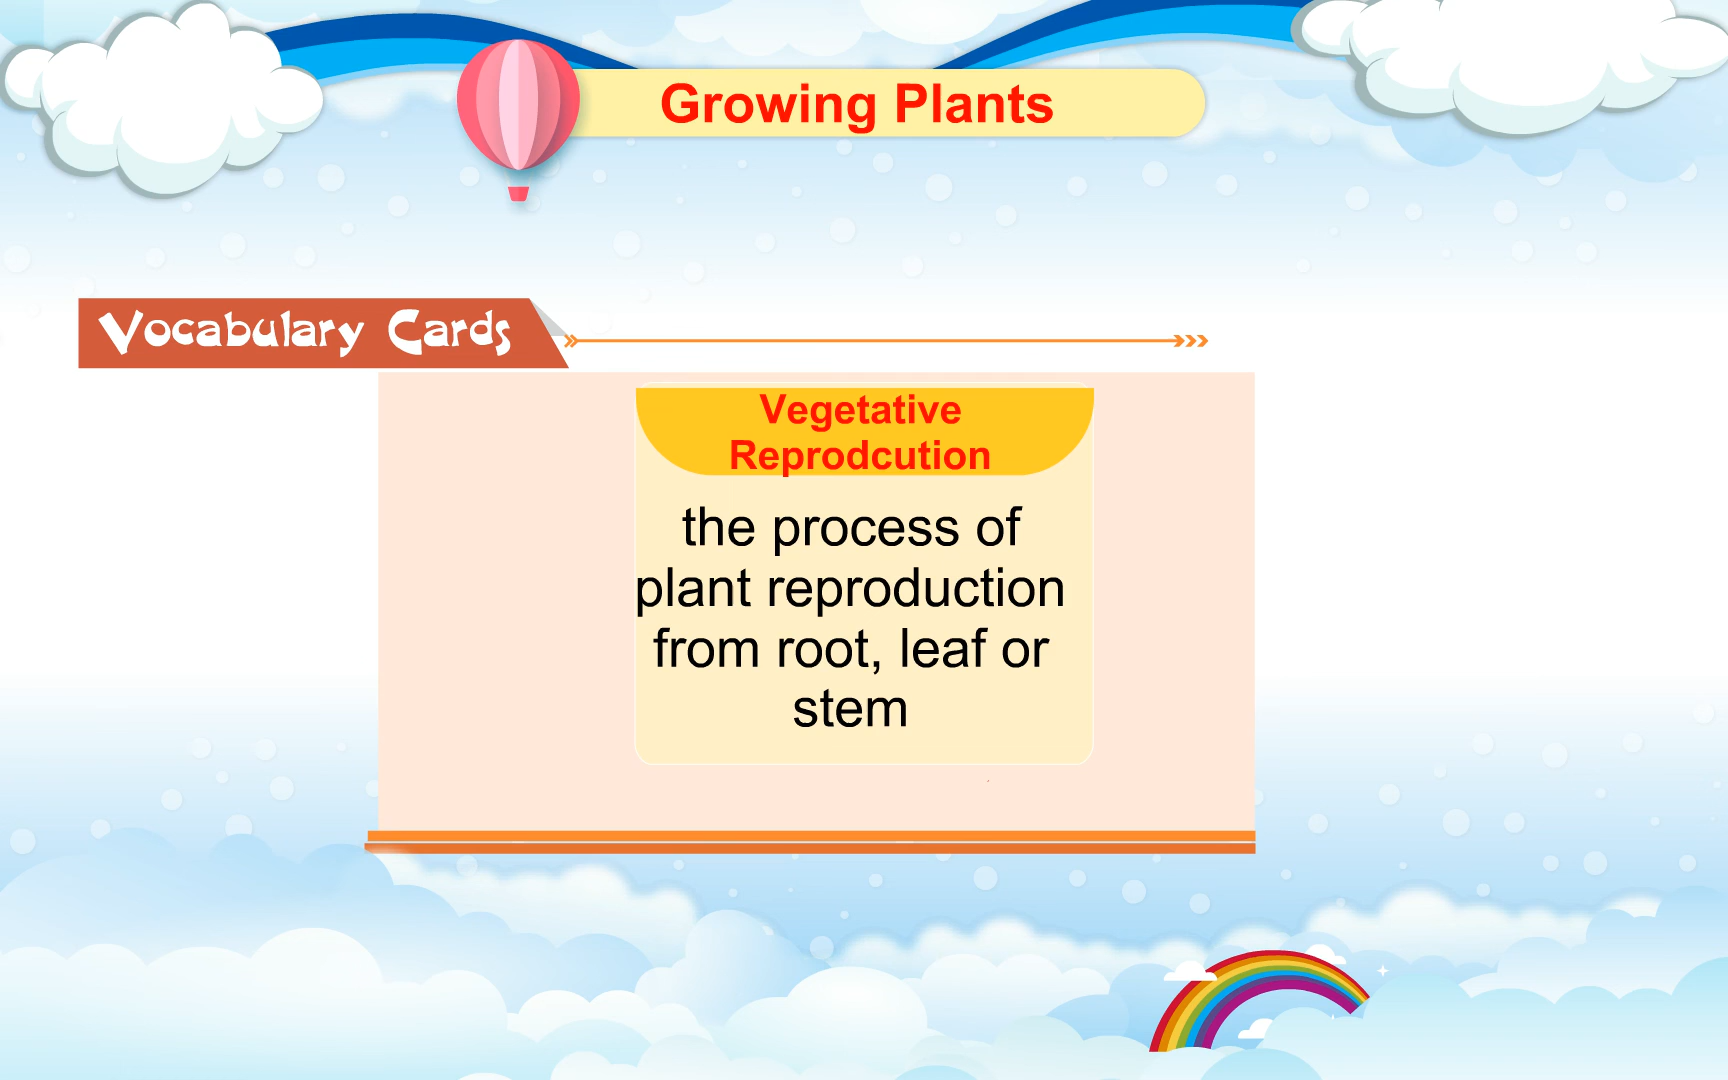 Growing Plants
Vocabulary Cards
Vegetative
Reprodcution
the process of
plant reproduction
from root, leaf or
stem